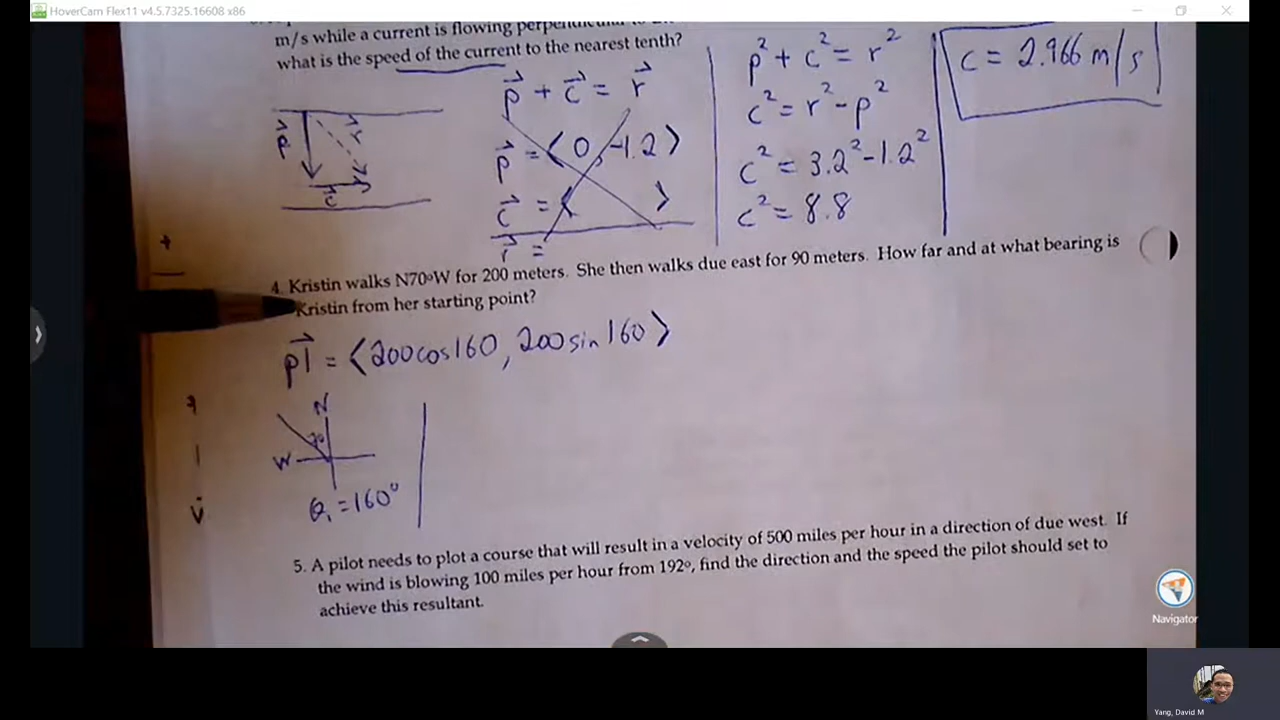 HoverCam Flex11 v4.5.7325.16608 x86
m/s while a current is flowing
what is the speed of the current to the nearest tenth?
p⃗ + c⃗ = r⃗
p⃗ = ⟨0, -1.2⟩
c⃗ = ⟨ ⟩
r⃗ =
p⃗
r⃗
c⃗
p² + c² = r²
c² = r² - p²
c² = 3.2² - 1.2²
c² = 8.8
c = 2.966 m/s
+
4. Kristin walks N70°W for 200 meters. She then walks due east for 90 meters. How far and at what bearing is
Kristin from her starting point?
p1⃗ = ⟨200cos160, 200sin160⟩
N
70
W
θ₁ = 160°
5. A pilot needs to plot a course that will result in a velocity of 500 miles per hour in a direction of due west. If
the wind is blowing 100 miles per hour from 192°, find the direction and the speed the pilot should set to
achieve this resultant.
Navigator
Yang, David M